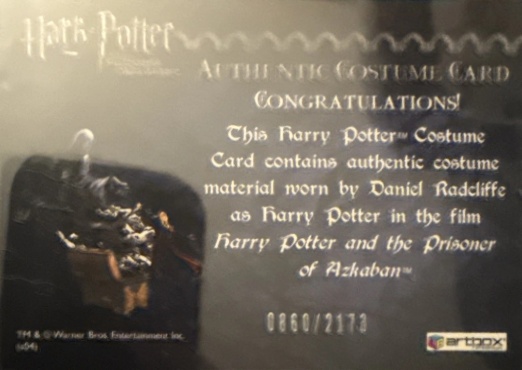 Harry Potter
AUTHENTIC COSTUME CARD
CONGRATULATIONS!
This Harry Potter™ Costume
Card contains authentic costume
material worn by Daniel Radcliffe
as Harry Potter in the film
Harry Potter and the Prisoner
of Azkaban™
0860/2173
TM & © Warner Bros. Entertainment Inc.
(s04)
artbox